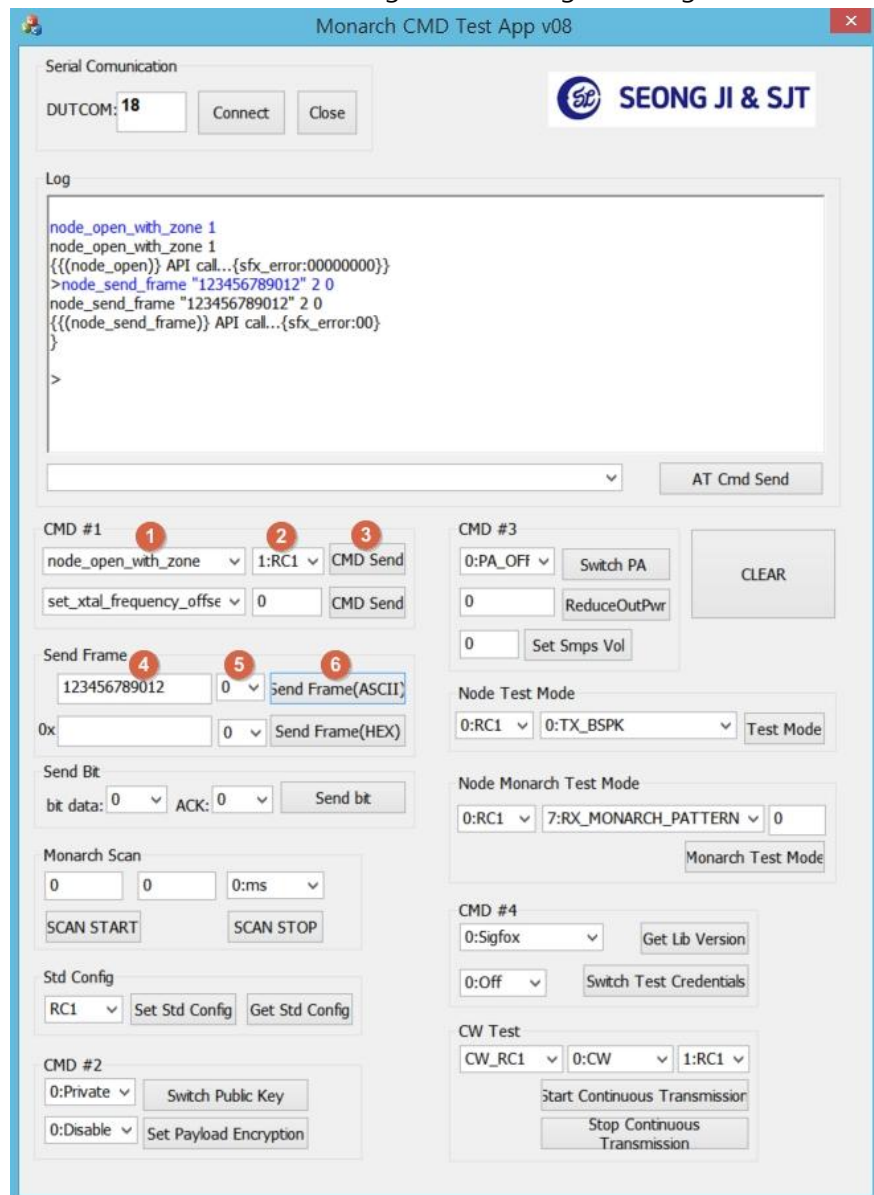 Monarch CMD Test App v08
Serial Comunication
DUTCOM: 18 Connect Close
SL SEONG JI & SJT
Log
node_open_with_zone 1
node_open_with_zone 1
{{{(node_open)} API call...{sfx_error:00000000}}
>node_send_frame "123456789012" 2 0
node_send_frame "123456789012" 2 0
{{{(node_send_frame)} API call...{sfx_error:00}
}
>
AT Cmd Send
CMD #1
1 2 3
node_open_with_zone 1:RC1 CMD Send
set_xtal_frequency_offse 0 CMD Send
Send Frame
4 5 6
123456789012 0 Send Frame(ASCII)
0x 0 Send Frame(HEX)
Send Bit
bit data: 0 ACK: 0 Send bit
Monarch Scan
0 0 0:ms
SCAN START SCAN STOP
Std Config
RC1 Set Std Config Get Std Config
CMD #2
0:Private Switch Public Key
0:Disable Set Payload Encryption
CMD #3
0:PA_OFF Switch PA
0 ReduceOutPwr
0 Set Smps Vol
CLEAR
Node Test Mode
0:RC1 0:TX_BSPK Test Mode
Node Monarch Test Mode
0:RC1 7:RX_MONARCH_PATTERN 0
Monarch Test Mode
CMD #4
0:Sigfox Get Lib Version
0:Off Switch Test Credentials
CW Test
CW_RC1 0:CW 1:RC1
Start Continuous Transmission
Stop Continuous
Transmission